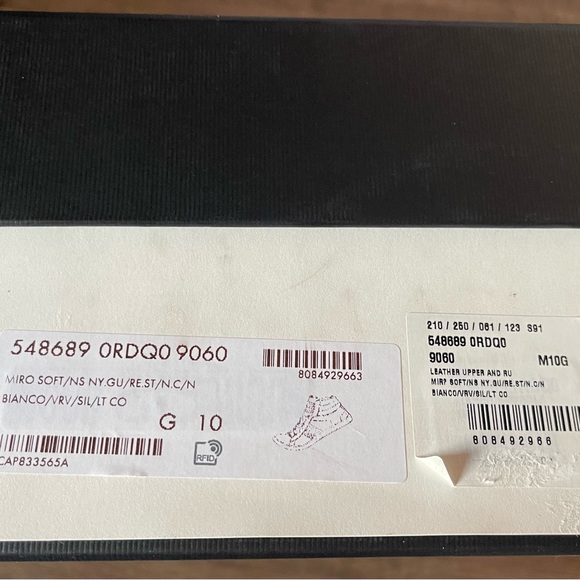 548689 0RDQ0 9060
8084929663
MIRO SOFT/NS NY.GU/RE.ST/N.C/N
BIANCO/VRV/SIL/LT CO
G 10
RFID
CAP833565A
210 / 250 / 061 / 123 S91
548689 0RDQ0
9060 M10G
LEATHER UPPER AND RU
SOFT/NS NY.GU/RE.ST/N.C/N
BIANCO/VRV/SIL/LT CO
808492966